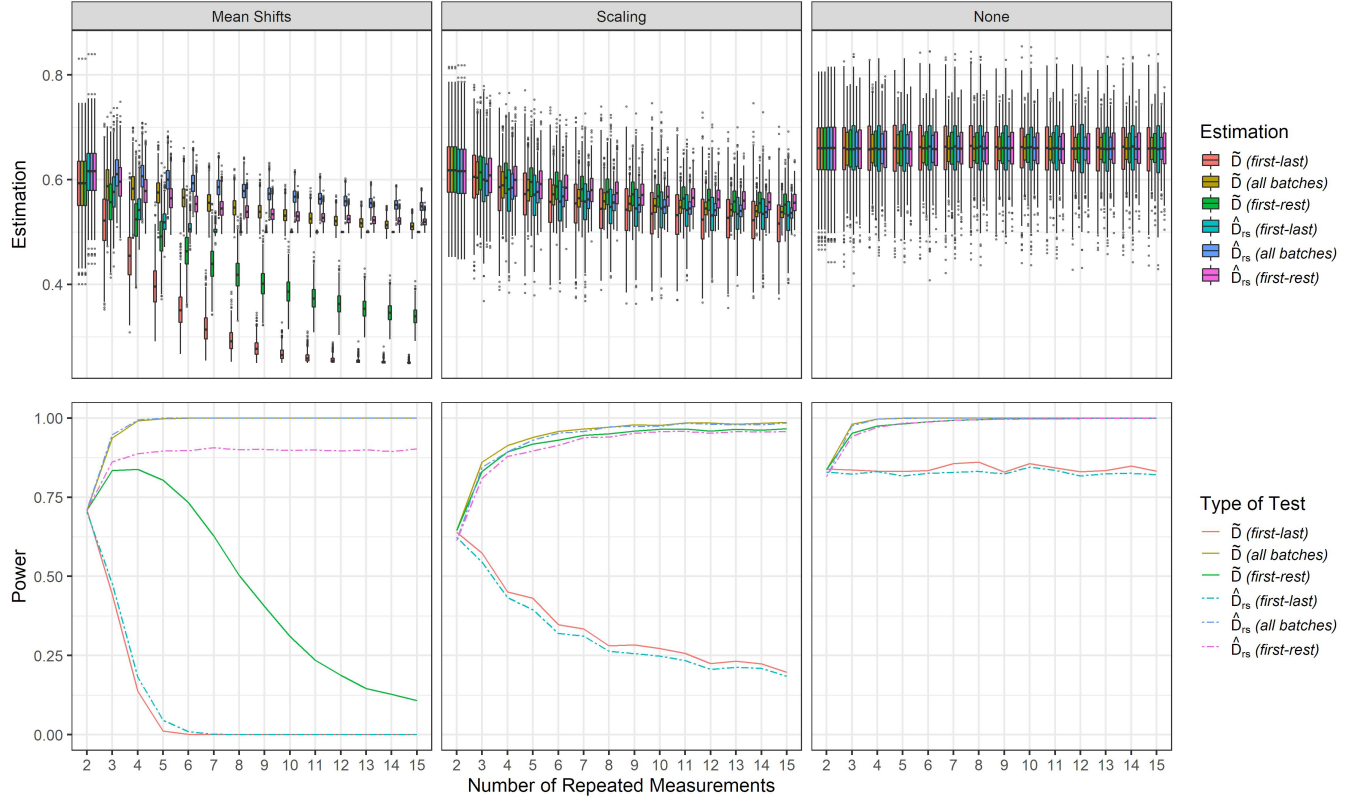 Mean Shifts
Scaling
None
Estimation
0.8
0.6
0.4
Power
1.00
0.75
0.50
0.25
0.00
2 3 4 5 6 7 8 9 10 11 12 13 14 15
2 3 4 5 6 7 8 9 10 11 12 13 14 15
2 3 4 5 6 7 8 9 10 11 12 13 14 15
Number of Repeated Measurements
Estimation
D̃ (first-last)
D̃ (all batches)
D̃ (first-rest)
D̂rs (first-last)
D̂rs (all batches)
D̂rs (first-rest)
Type of Test
D̃ (first-last)
D̃ (all batches)
D̃ (first-rest)
D̂rs (first-last)
D̂rs (all batches)
D̂rs (first-rest)